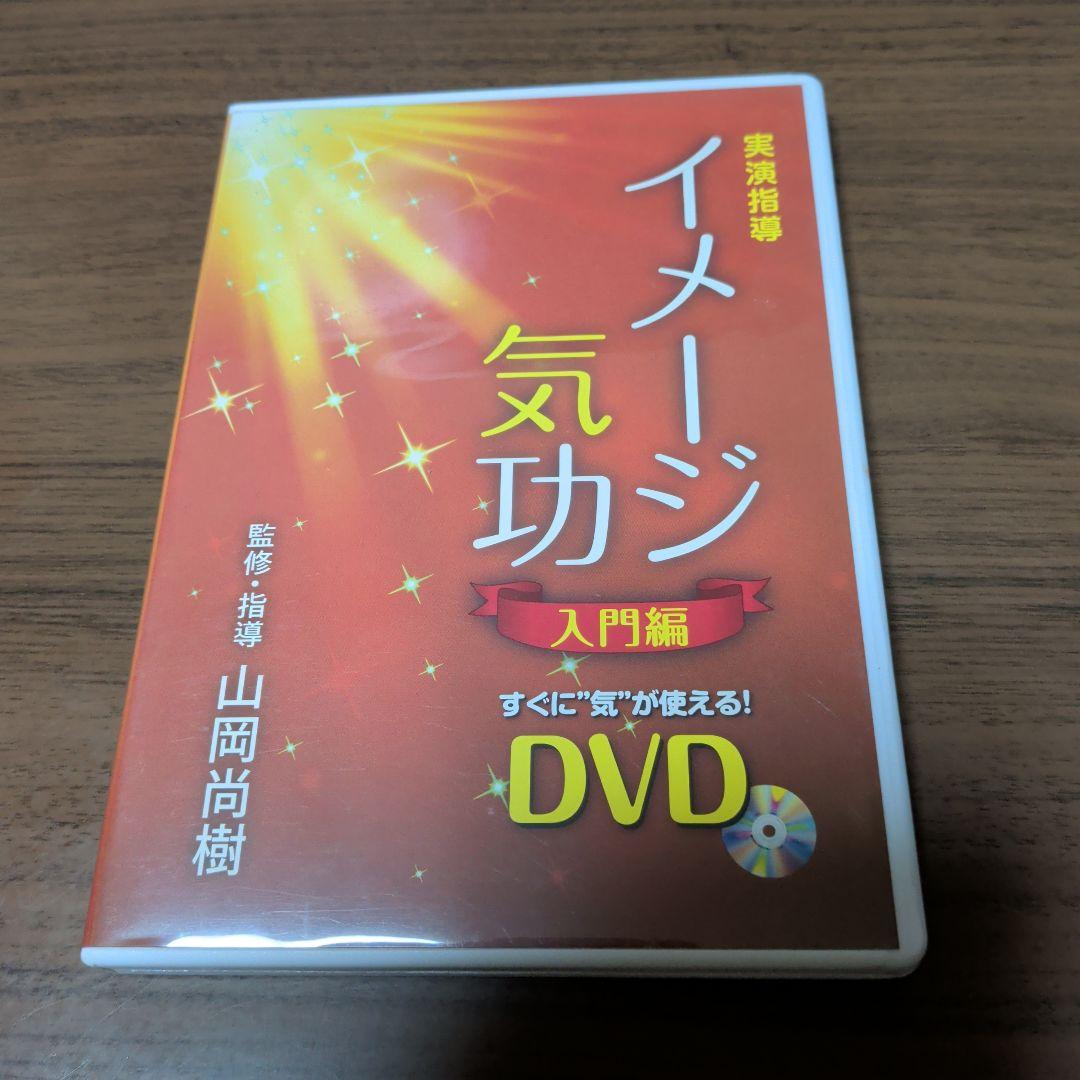 実演指導
イメージ
気功
入門編
すぐに”気”が使える!
DVD
監修・指導 山岡尚樹